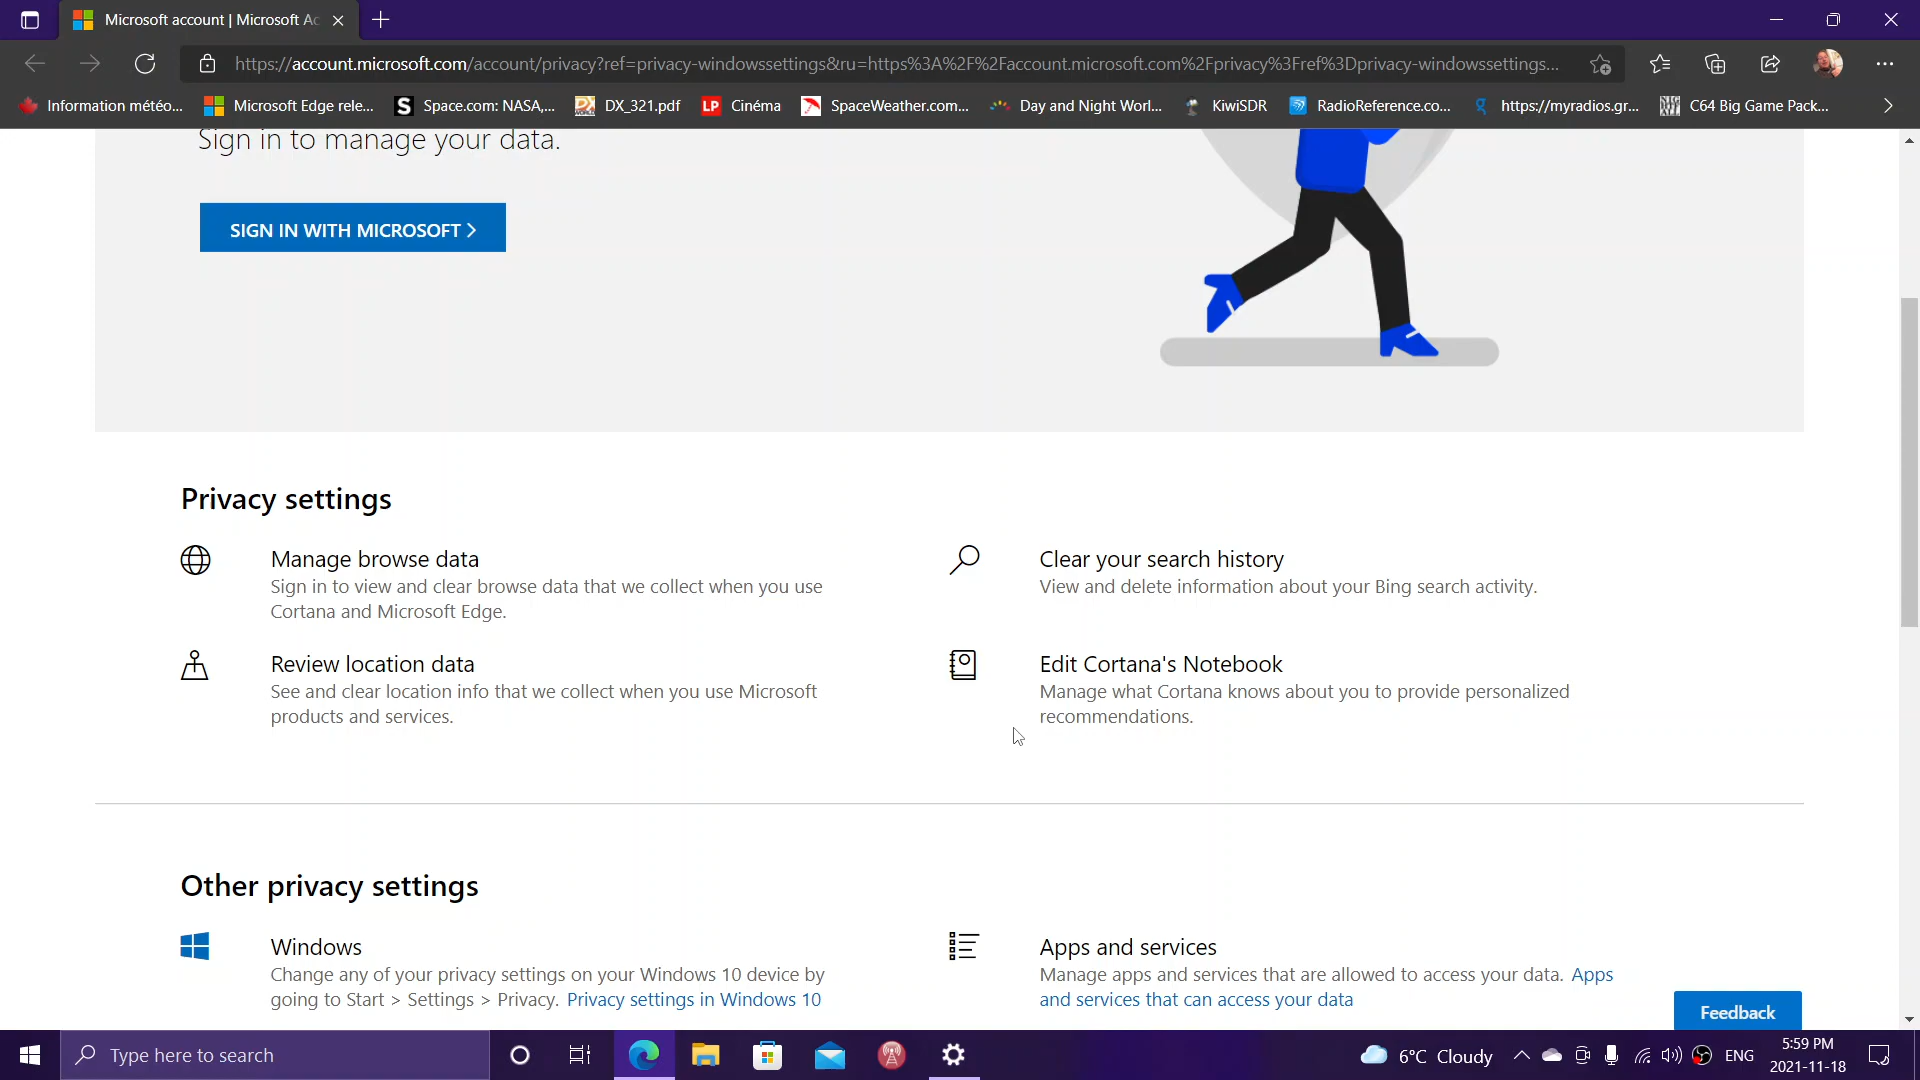 Microsoft account | Microsoft Ac
https://account.microsoft.com/account/privacy?ref=privacy-windowssettings&ru=https%3A%2F%2Faccount.microsoft.com%2Fprivacy%3Fref%3Dprivacy-windowssettings...
Information météo... Microsoft Edge rele... S Space.com: NASA,... DX_321.pdf LP Cinéma SpaceWeather.com... Day and Night Worl... KiwiSDR RadioReference.co... g https://myradios.gr... C64 Big Game Pack...
Sign in to manage your data.
SIGN IN WITH MICROSOFT >
Privacy settings
Manage browse data
Sign in to view and clear browse data that we collect when you use
Cortana and Microsoft Edge.
Clear your search history
View and delete information about your Bing search activity.
Review location data
See and clear location info that we collect when you use Microsoft
products and services.
Edit Cortana's Notebook
Manage what Cortana knows about you to provide personalized
recommendations.
Other privacy settings
Windows
Change any of your privacy settings on your Windows 10 device by
going to Start > Settings > Privacy. Privacy settings in Windows 10
Apps and services
Manage apps and services that are allowed to access your data. Apps
and services that can access your data
Feedback
Type here to search
6°C Cloudy
ENG
5:59 PM
2021-11-18